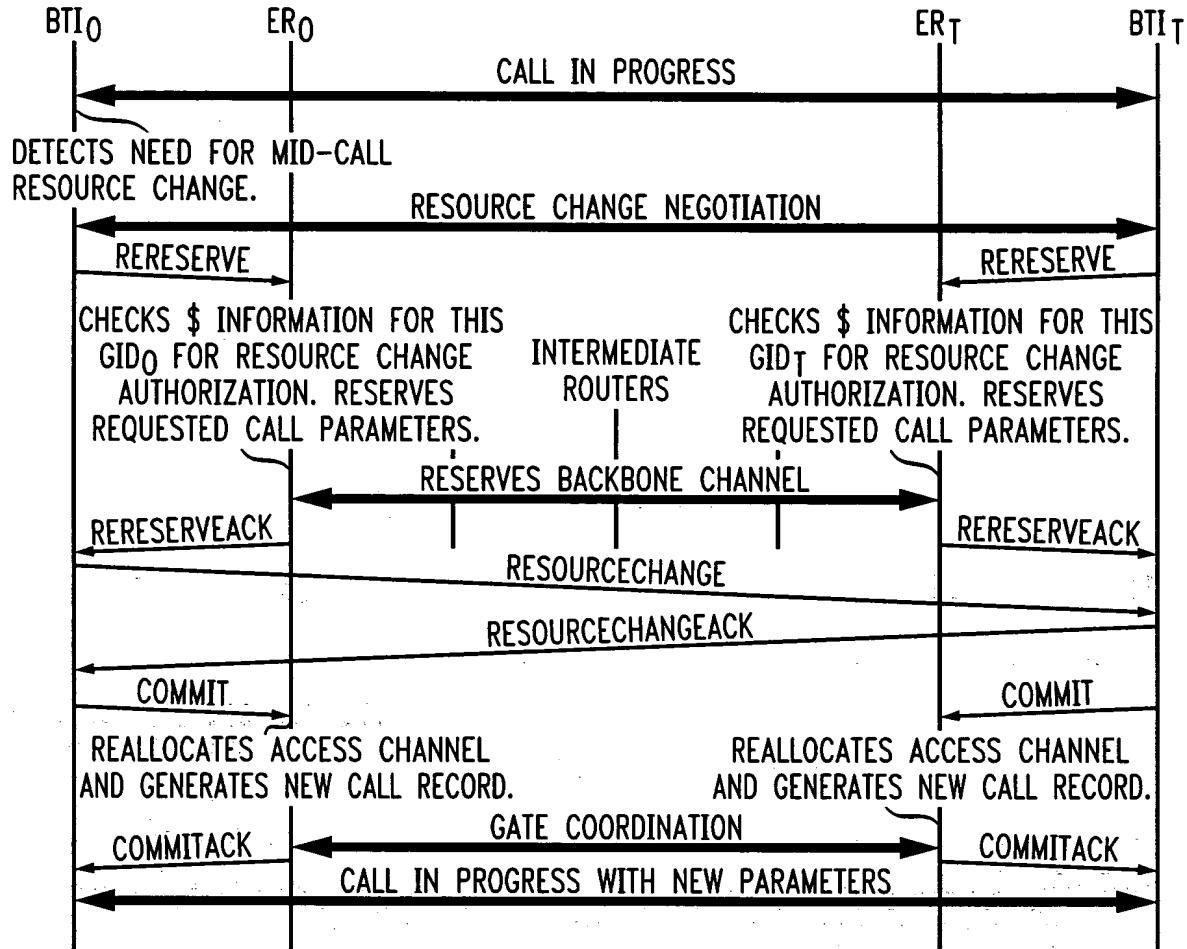 BTIO ERO ERT BTIT
CALL IN PROGRESS
DETECTS NEED FOR MID-CALL
RESOURCE CHANGE.
RESOURCE CHANGE NEGOTIATION
RERESERVE
RERESERVE
CHECKS $ INFORMATION FOR THIS
GIDO FOR RESOURCE CHANGE
AUTHORIZATION. RESERVES
REQUESTED CALL PARAMETERS.
INTERMEDIATE
ROUTERS
CHECKS $ INFORMATION FOR THIS
GIDT FOR RESOURCE CHANGE
AUTHORIZATION. RESERVES
REQUESTED CALL PARAMETERS.
RESERVES BACKBONE CHANNEL
RERESERVEACK
RERESERVEACK
RESOURCECHANGE
RESOURCECHANGEACK
COMMIT
COMMIT
REALLOCATES ACCESS CHANNEL
AND GENERATES NEW CALL RECORD.
REALLOCATES ACCESS CHANNEL
AND GENERATES NEW CALL RECORD.
GATE COORDINATION
COMMITACK
COMMITACK
CALL IN PROGRESS WITH NEW PARAMETERS